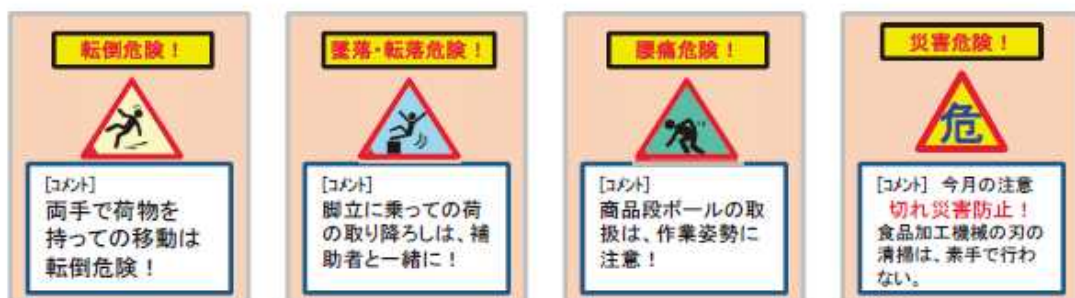 転倒危険!
[コメント]
両手で荷物を
持っての移動は
転倒危険!
墜落・転落危険!
[コメント]
脚立に乗っての荷
の取り降ろしは、補
助者と一緒に!
腰痛危険!
[コメント]
商品段ボールの取
扱は、作業姿勢に
注意!
災害危険!
危
[コメント] 今月の注意
切れ災害防止!
食品加工機械の刃の
清掃は、素手で行わ
ない。